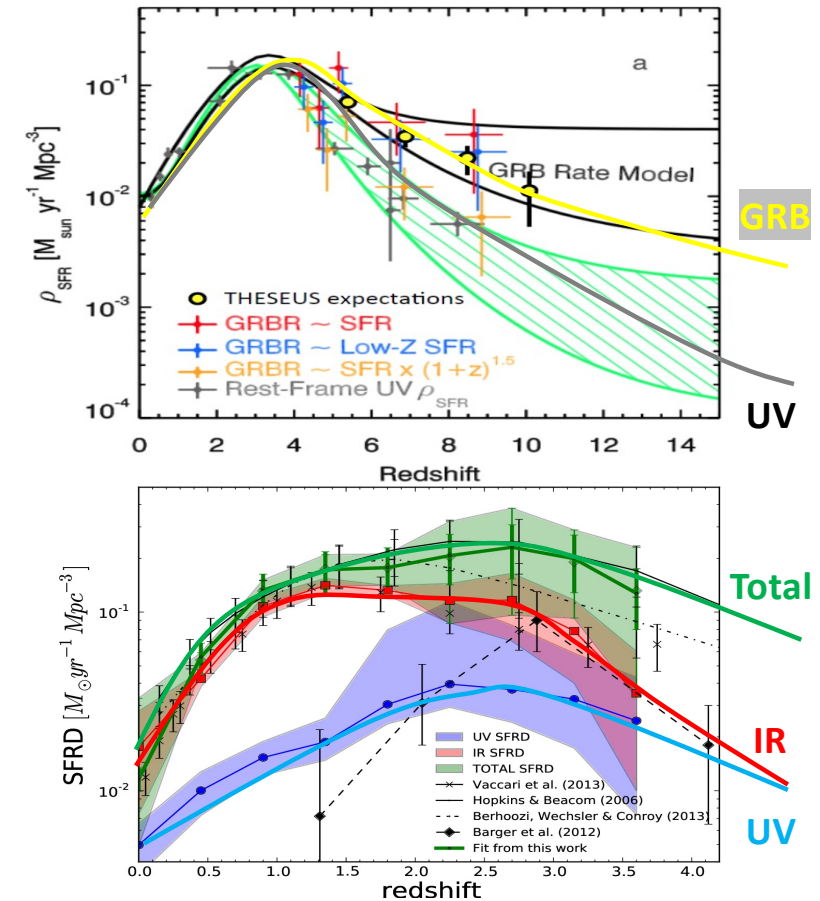 a
10⁻¹
10⁻²
10⁻³
10⁻⁴
ρSFR [Msun yr⁻¹ Mpc⁻³]
GRB Rate Model
GRB
THESEUS expectations
GRBR ~ SFR
GRBR ~ Low-Z SFR
GRBR ~ SFR x (1+z)^1.5
Rest-Frame UV ρSFR
UV
0 2 4 6 8 10 12 14
Redshift
10⁻¹
10⁻²
SFRD [M⊙yr⁻¹ Mpc⁻³]
Total
IR
UV
UV SFRD
IR SFRD
TOTAL SFRD
Vaccari et al. (2013)
Hopkins & Beacom (2006)
Berhoozi, Wechsler & Conroy (2013)
Barger et al. (2012)
Fit from this work
0.0 0.5 1.0 1.5 2.0 2.5 3.0 3.5 4.0
redshift